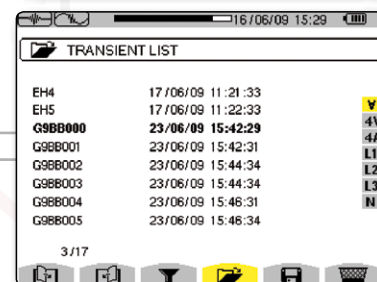 16/06/09 15:29
TRANSIENT LIST
EH4 17/06/09 11:21:33
EH5 17/06/09 11:22:33
G9BB000 23/06/09 15:42:29
G9BB001 23/06/09 15:42:31
G9BB002 23/06/09 15:44:34
G9BB003 23/06/09 15:44:34
G9BB004 23/06/09 15:46:31
G9BB005 23/06/09 15:46:34
3/17
∀
4V
4A
L1
L2
L3
N